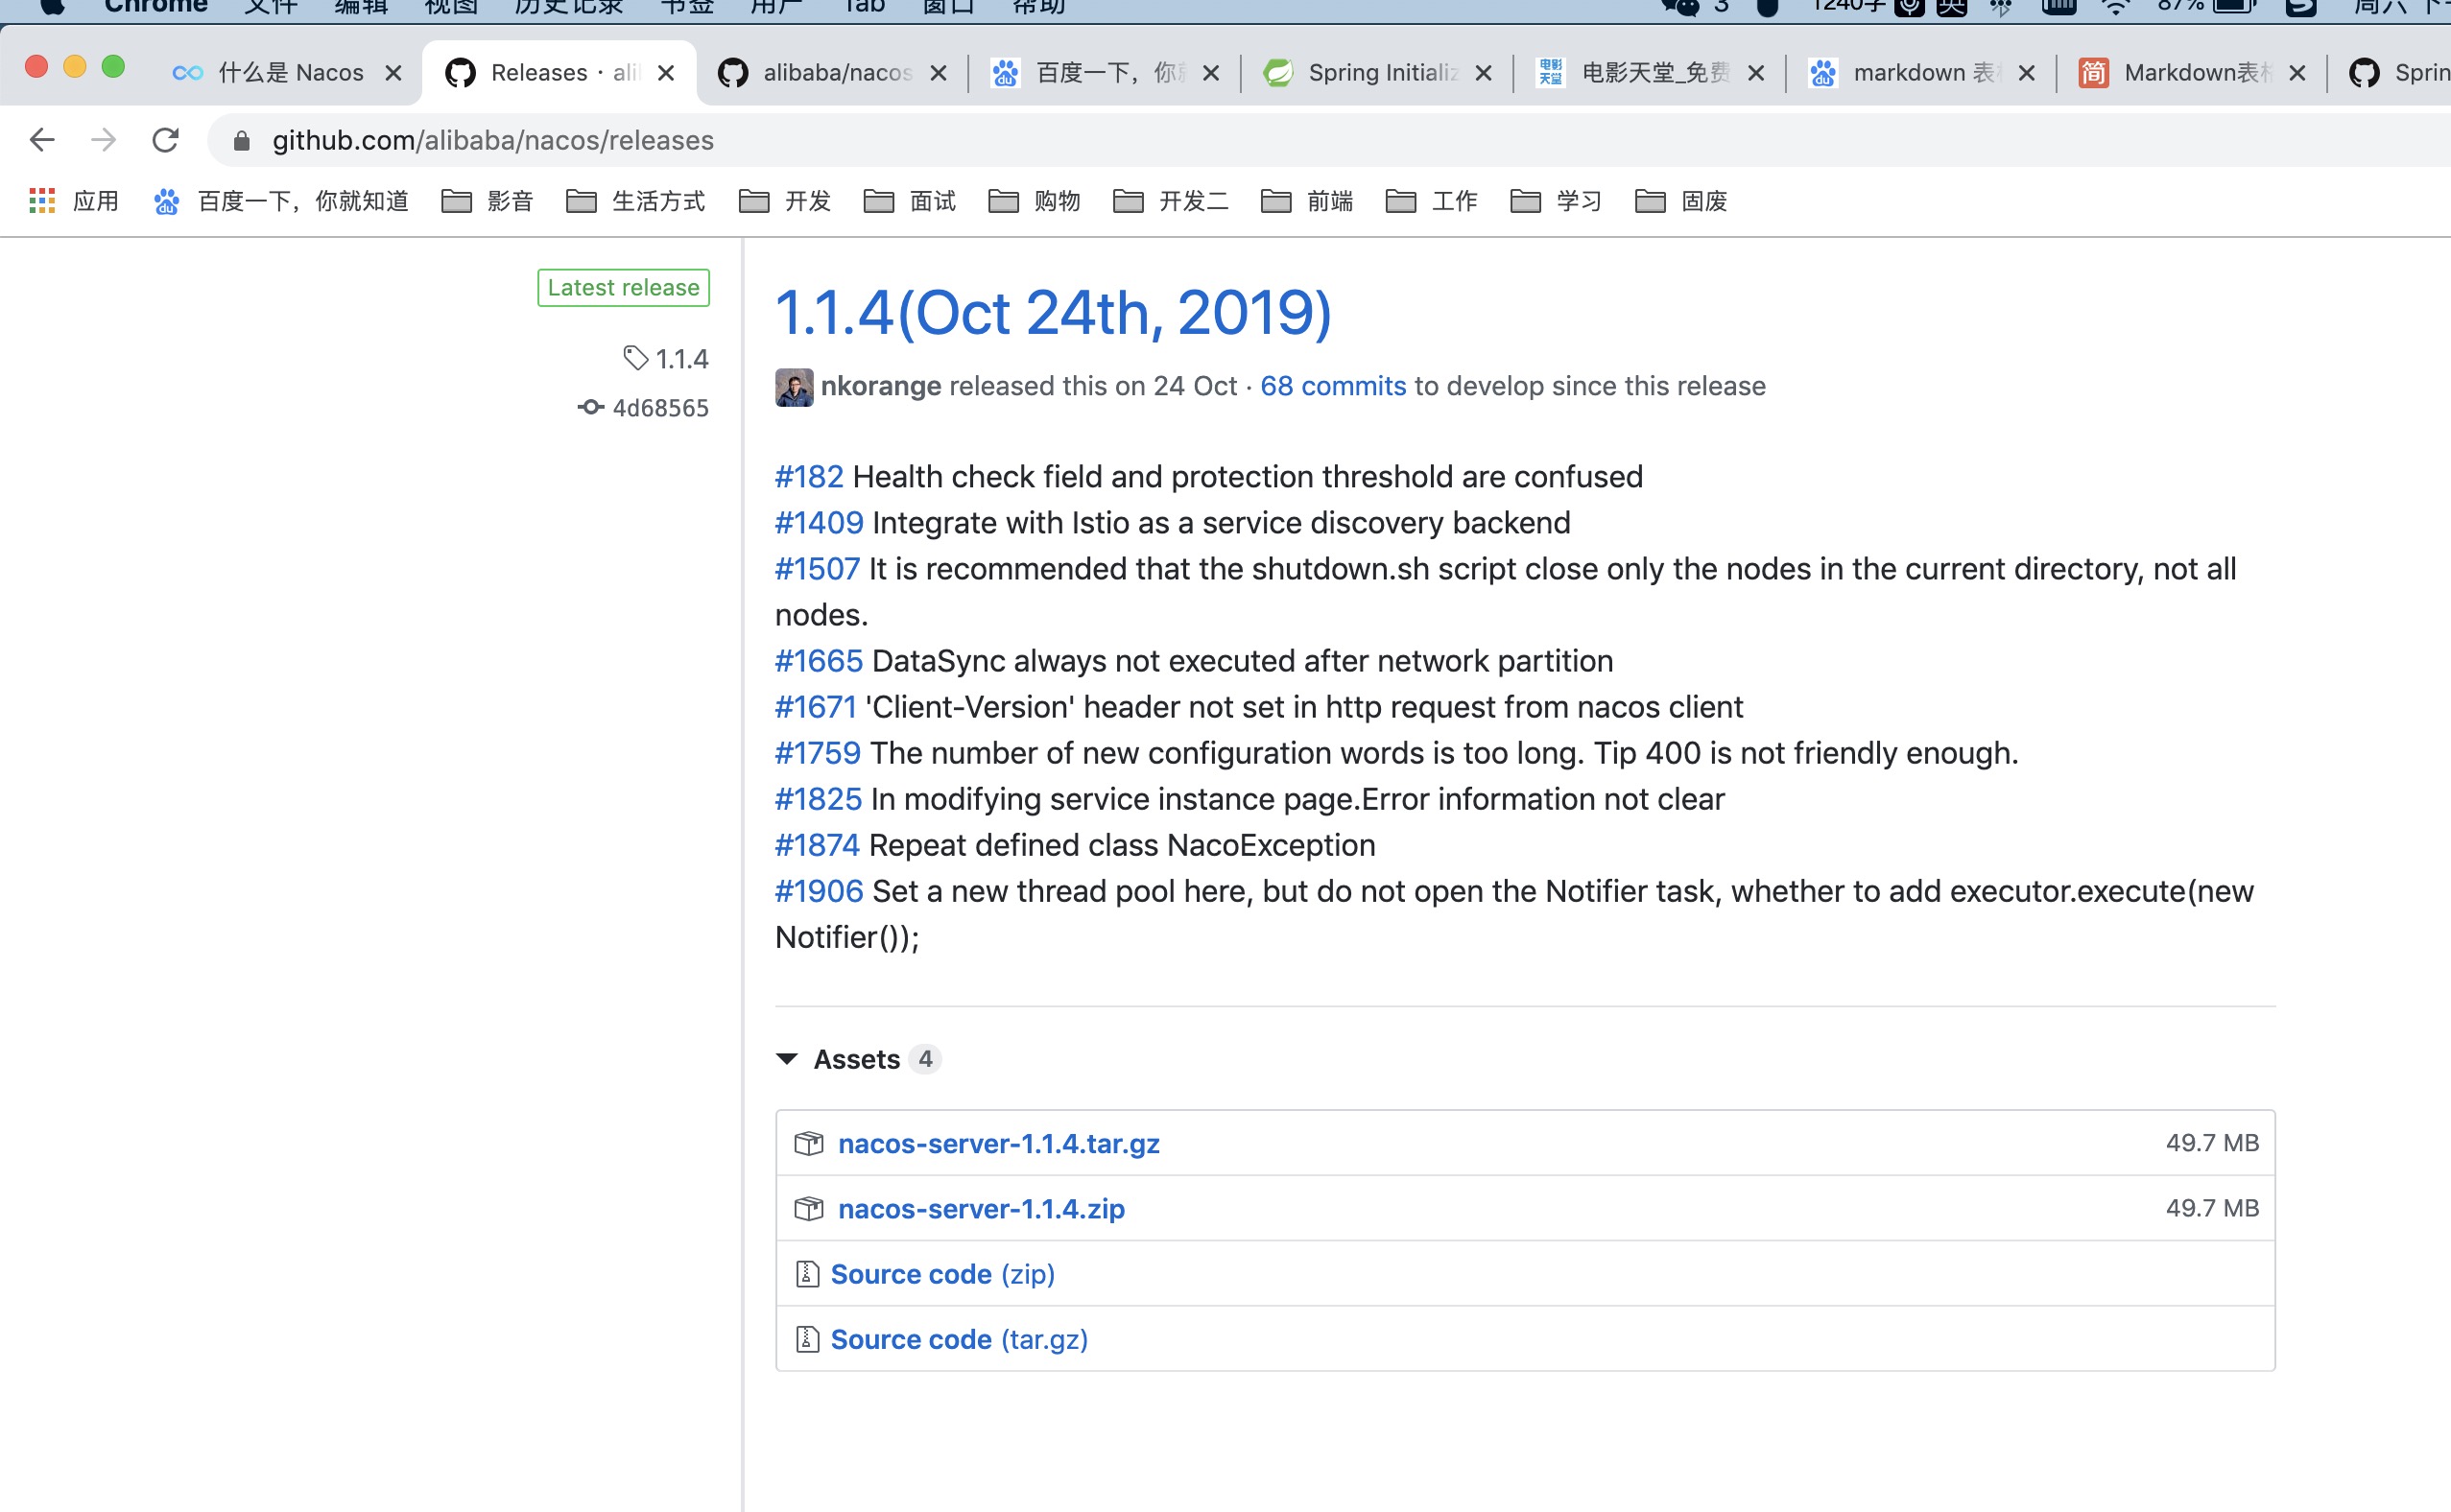 Chrome 文件 编辑 视图 历史记录 书签 用户 Tab 窗口 帮助 3 1240字 英 87% 周六
什么是 Nacos Releases · ali alibaba/nacos 百度一下，你 Spring Initializ 电影天堂_免费 markdown 表 Markdown表格 Sprin
github.com/alibaba/nacos/releases
应用 百度一下，你就知道 影音 生活方式 开发 面试 购物 开发二 前端 工作 学习 固废
Latest release
1.1.4
4d68565
1.1.4(Oct 24th, 2019)
nkorange released this on 24 Oct · 68 commits to develop since this release
#182 Health check field and protection threshold are confused
#1409 Integrate with Istio as a service discovery backend
#1507 It is recommended that the shutdown.sh script close only the nodes in the current directory, not all
nodes.
#1665 DataSync always not executed after network partition
#1671 'Client-Version' header not set in http request from nacos client
#1759 The number of new configuration words is too long. Tip 400 is not friendly enough.
#1825 In modifying service instance page.Error information not clear
#1874 Repeat defined class NacoException
#1906 Set a new thread pool here, but do not open the Notifier task, whether to add executor.execute(new
Notifier());
Assets 4
nacos-server-1.1.4.tar.gz 49.7 MB
nacos-server-1.1.4.zip 49.7 MB
Source code (zip)
Source code (tar.gz)